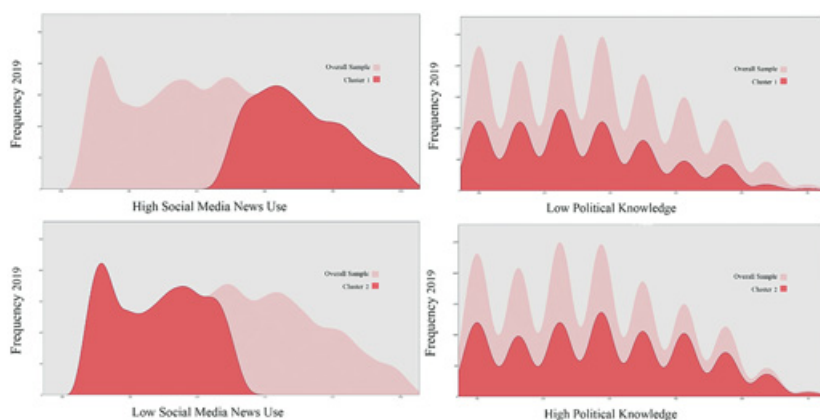 Frequency 2019
Overall Sample
Cluster 1
High Social Media News Use
Frequency 2019
Overall Sample
Cluster 1
Low Political Knowledge
Frequency 2019
Overall Sample
Cluster 2
Low Social Media News Use
Frequency 2019
Overall Sample
Cluster 2
High Political Knowledge